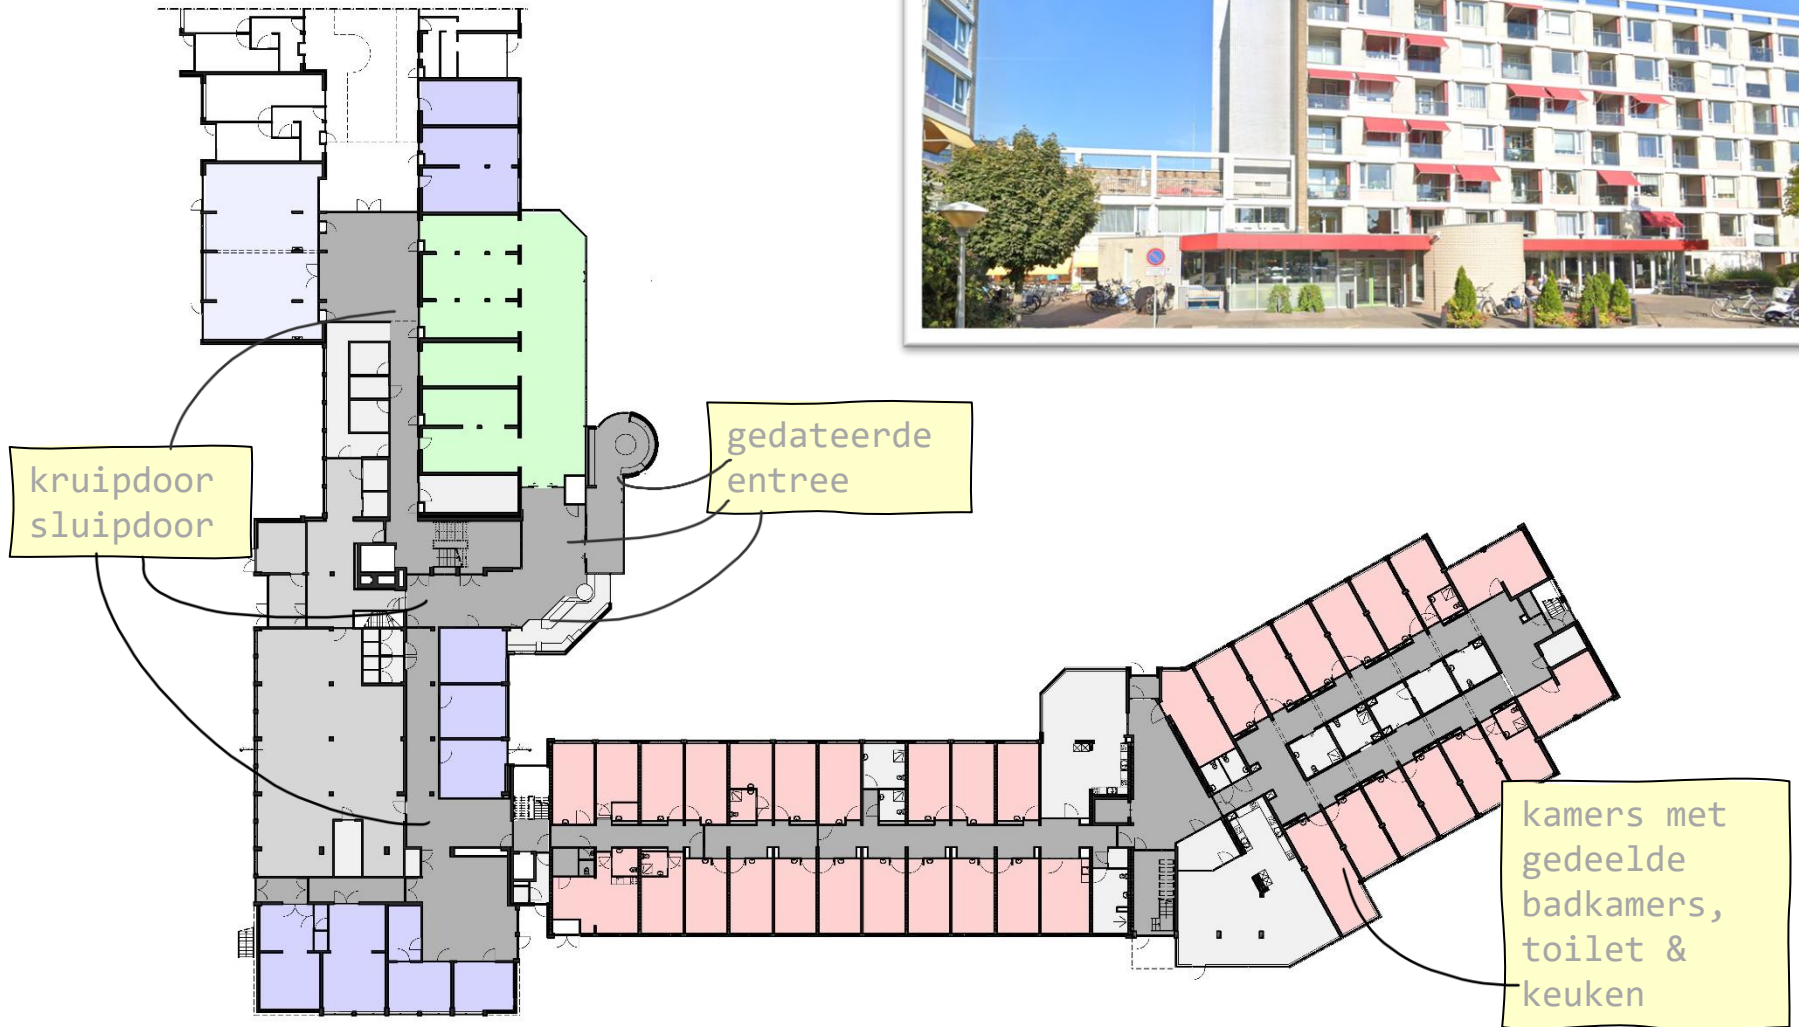 kruipdoor
sluipdoor
gedateerde
entree
kamers met
gedeelde
badkamers,
toilet &
keuken